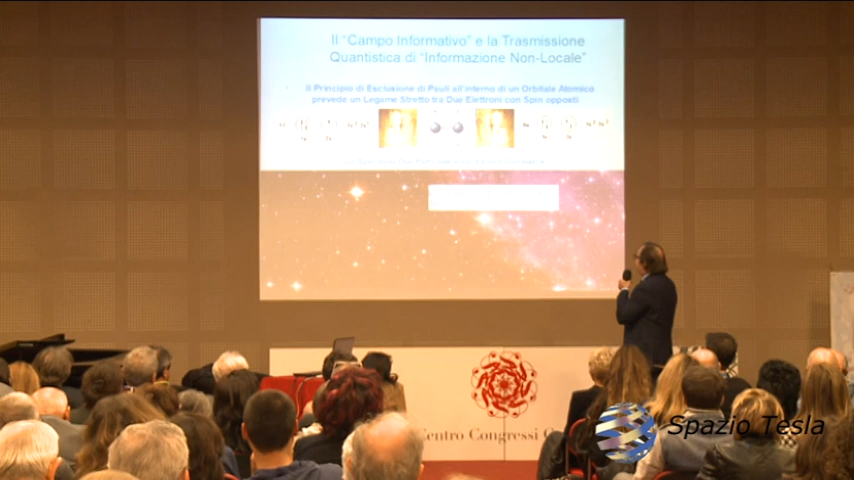 Il "Campo Informativo" e la Trasmissione
Quantistica di "Informazione Non-Locale"
Il Principio di Esclusione di Pauli all'interno di un Orbitale Atomico
prevede un Legame Stretto tra Due Elettroni con Spin opposti
Centro Congressi
Spazio Tesla